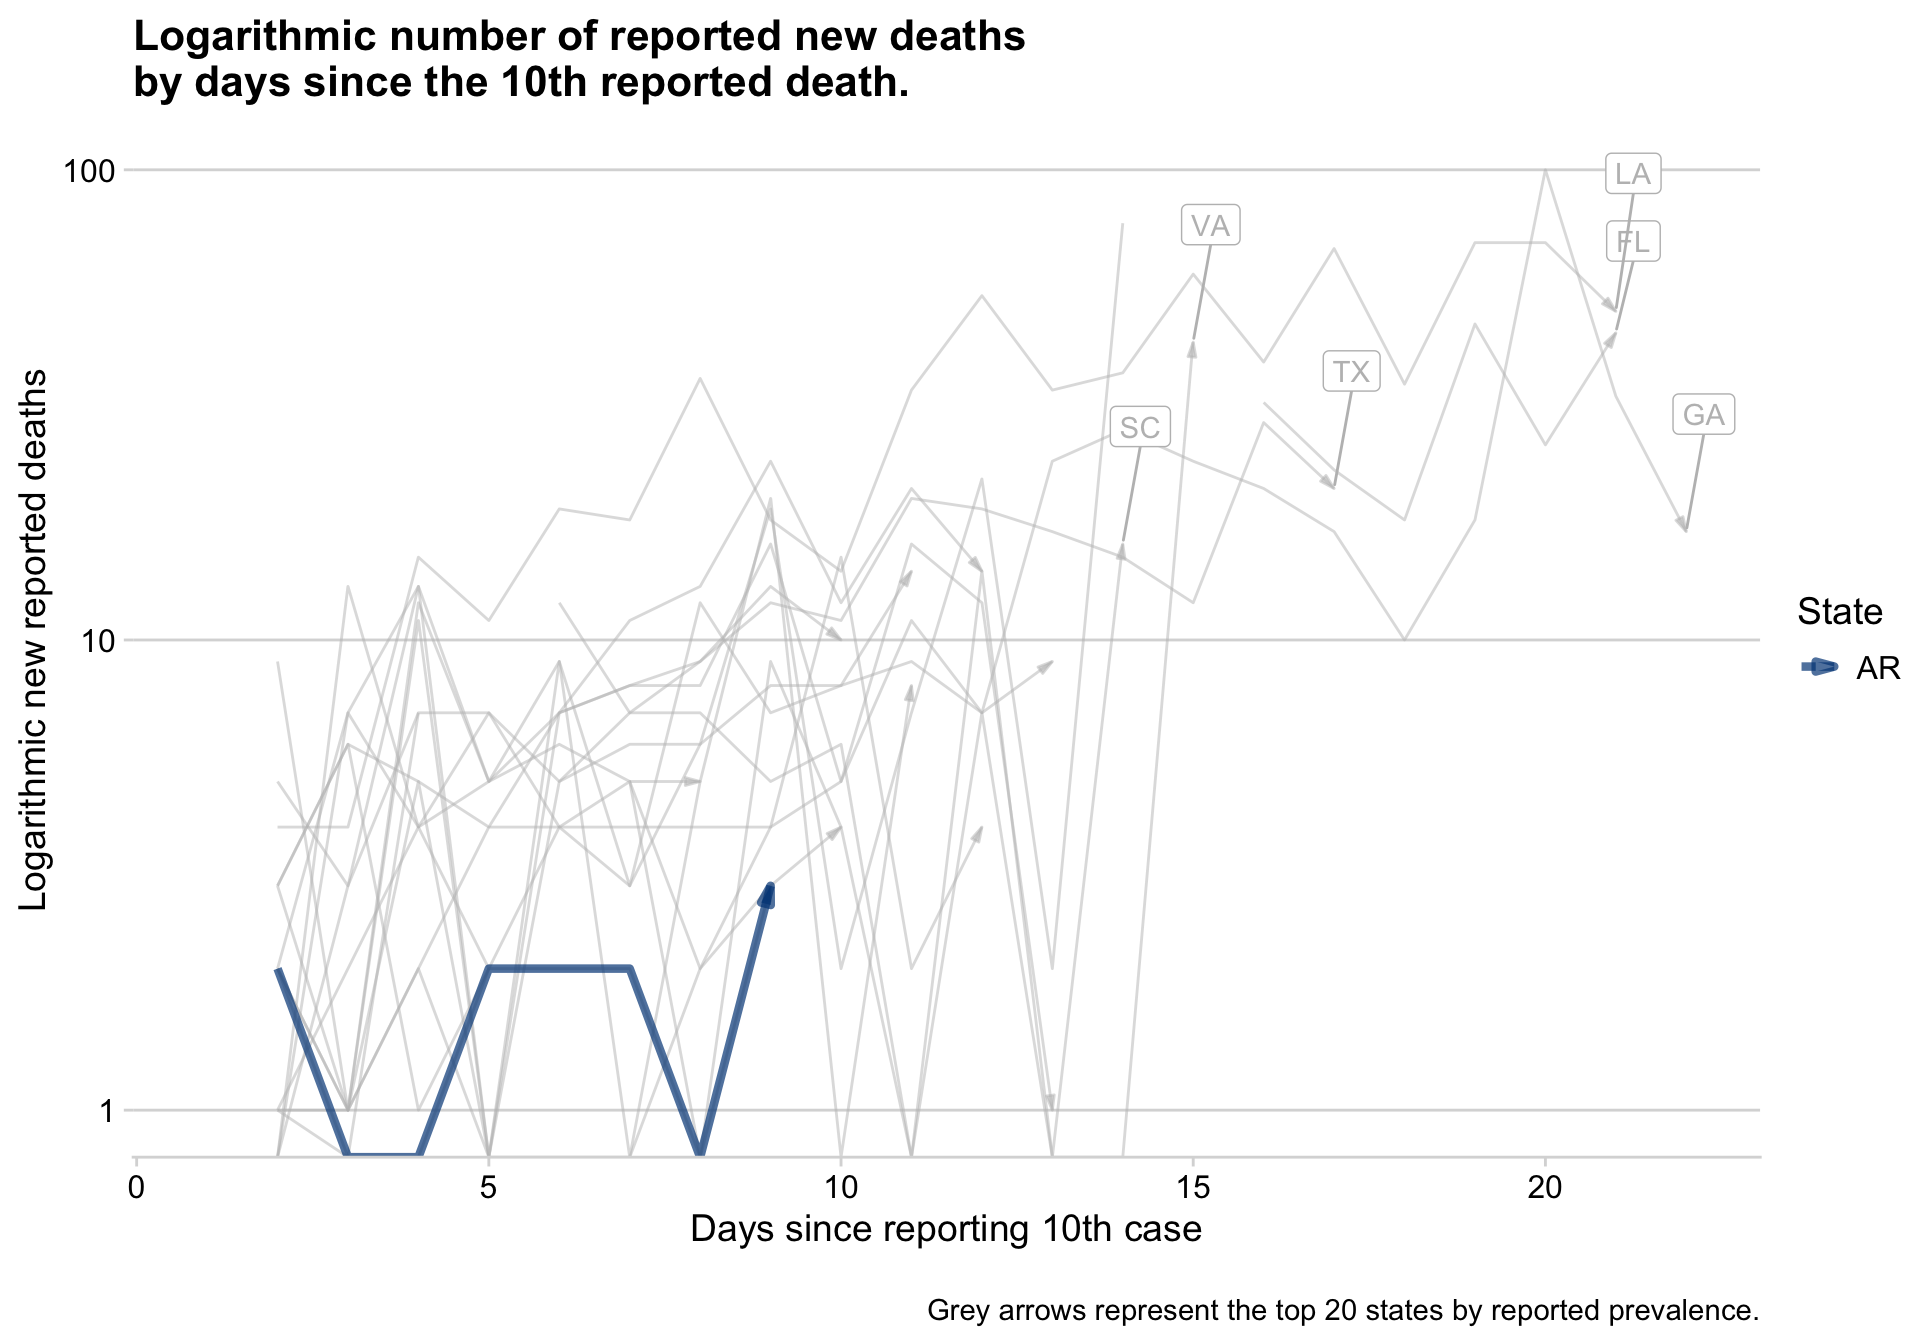 Logarithmic number of reported new deaths
by days since the 10th reported death.
Logarithmic new reported deaths
100
10
1
LA
FL
VA
TX
GA
SC
State
AR
0 5 10 15 20
Days since reporting 10th case
Grey arrows represent the top 20 states by reported prevalence.